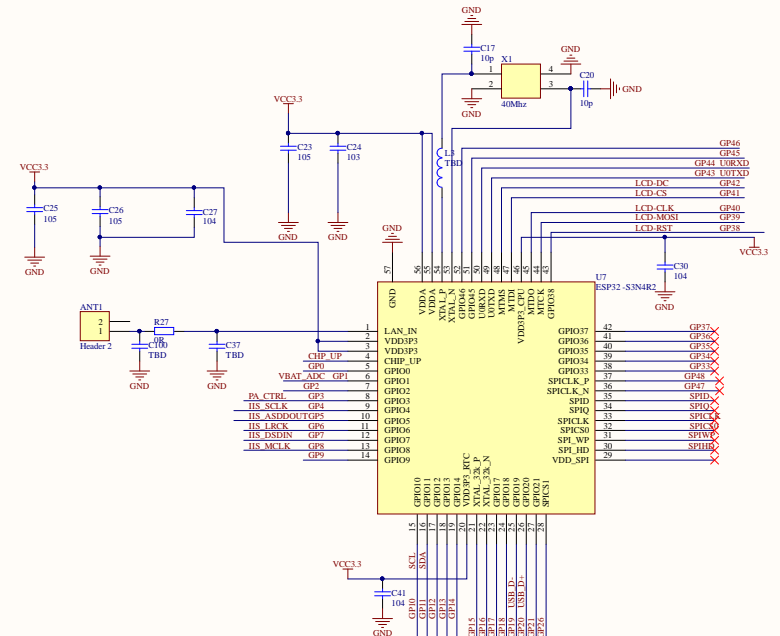 GND
C17
10p
X1
1
2
4
3
40Mhz
GND
GND
C20
10p
GND
VCC3.3
C23
105
C24
103
GND
GND
L3
TBD
GP46
GP45
GP44 U0RXD
GP43 U0TXD
LCD-DC GP42
LCD-CS GP41
LCD-CLK GP40
LCD-MOSI GP39
LCD-RST GP38
VCC3.3
C30
104
GND
VCC3.3
C25
105
C26
105
C27
104
GND
GND
GND
57 GND
56 VDDA
55 VDDA
54 XTAL_P
53 XTAL_N
52 GPIO46
51 GPIO45
50 U0RXD
49 U0TXD
48 MTMS
47 MTDI
46 VDD3P3_CPU
45 MTDO
44 MTCK
43 GPIO38
U7
ESP32 -S3N4R2
ANT1
2
1
Header 2
R27
0R
C100
TBD
GND
C37
TBD
GND
1 LAN_IN
2 VDD3P3
3 VDD3P3
CHP_UP 4 CHIP_UP
GP0 5 GPIO0
VBAT_ADC GP1 6 GPIO1
GP2 7 GPIO2
PA_CTRL GP3 8 GPIO3
IIS_SCLK GP4 9 GPIO4
IIS_ASDDOUTGP5 10 GPIO5
IIS_LRCK GP6 11 GPIO6
IIS_DSDIN GP7 12 GPIO7
IIS_MCLK GP8 13 GPIO8
GP9 14 GPIO9
GPIO37 42 GP37
GPIO36 41 GP36
GPIO35 40 GP35
GPIO34 39 GP34
GPIO33 38 GP33
SPICLK_P 37 GP48
SPICLK_N 36 GP47
SPID 35 SPID
SPIQ 34 SPIQ
SPICLK 33 SPICLK
SPICS0 32 SPICS0
SPI_WP 31 SPIWP
SPI_HD 30 SPIHD
VDD_SPI 29
GPIO10 15 SCL GP10
GPIO11 16 SDA GP11
GPIO12 17 GP12
GPIO13 18 GP13
GPIO14 19 GP14
VDD3P3_RTC 20
XTAL_32k_P 21 GP15
XTAL_32k_N 22 GP16
GPIO17 23 GP17
GPIO18 24 GP18
GPIO19 25 USB_D- GP19
GPIO20 26 USB_D+ GP20
GPIO21 27 GP21
SPICS1 28 GP26
VCC3.3
C41
104
GND